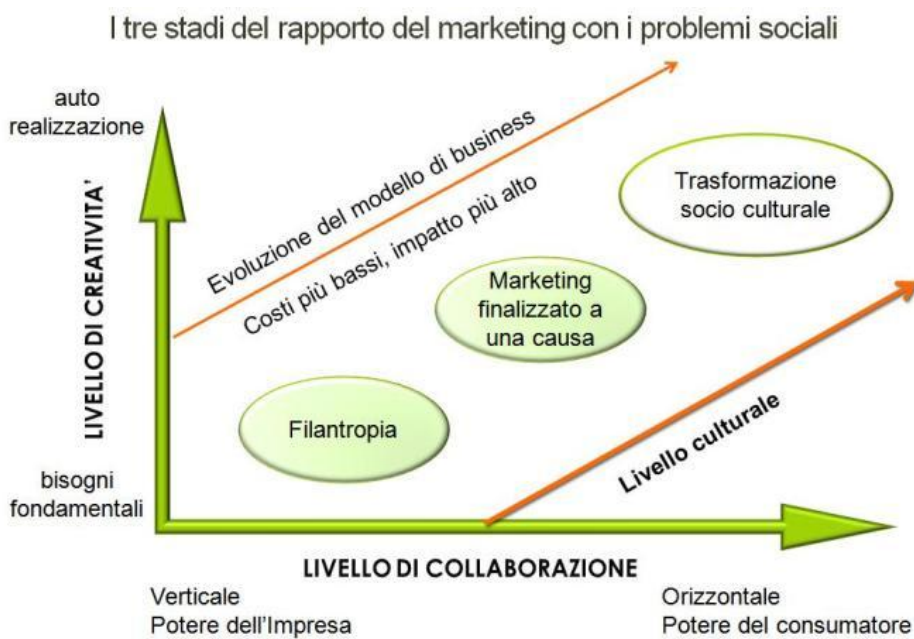 I tre stadi del rapporto del marketing con i problemi sociali
auto
realizzazione
LIVELLO DI CREATIVITA'
bisogni
fondamentali
Evoluzione del modello di business
Costi più bassi, impatto più alto
Trasformazione
socio culturale
Marketing
finalizzato a
una causa
Filantropia
Livello culturale
LIVELLO DI COLLABORAZIONE
Verticale
Potere dell'Impresa
Orizzontale
Potere del consumatore